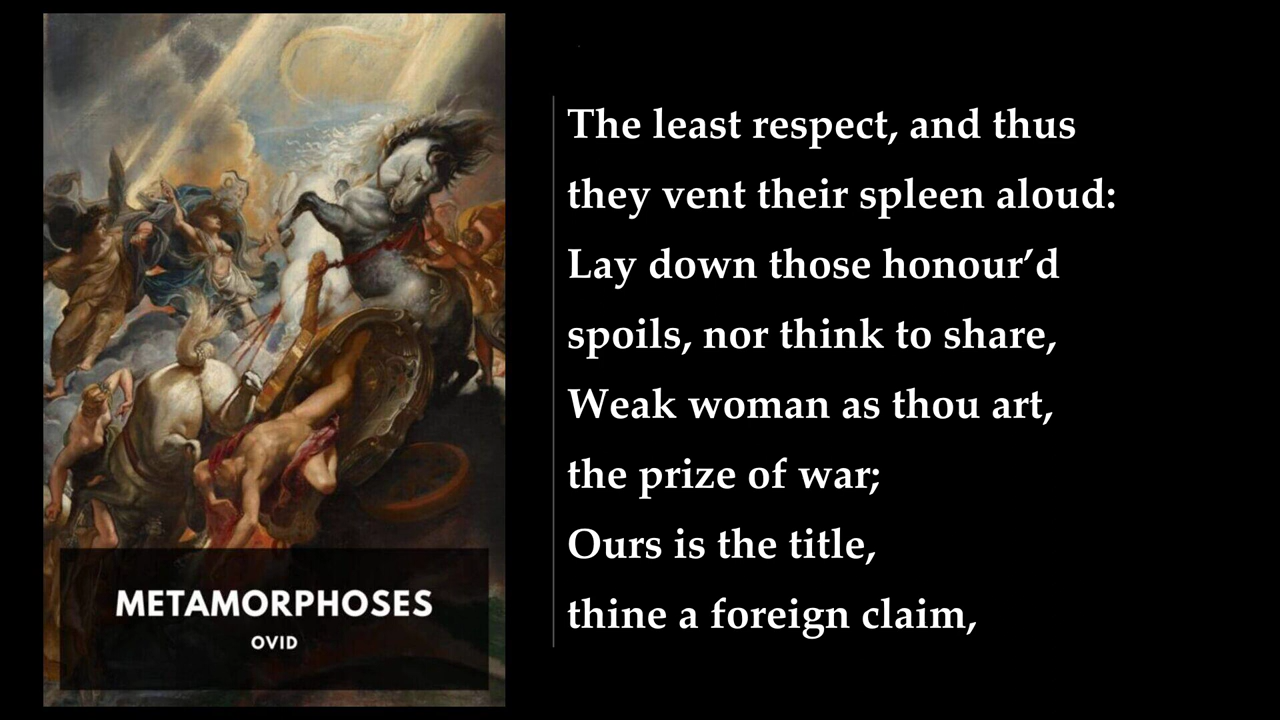 METAMORPHOSES
OVID
The least respect, and thus
they vent their spleen aloud:
Lay down those honour’d
spoils, nor think to share,
Weak woman as thou art,
the prize of war;
Ours is the title,
thine a foreign claim,